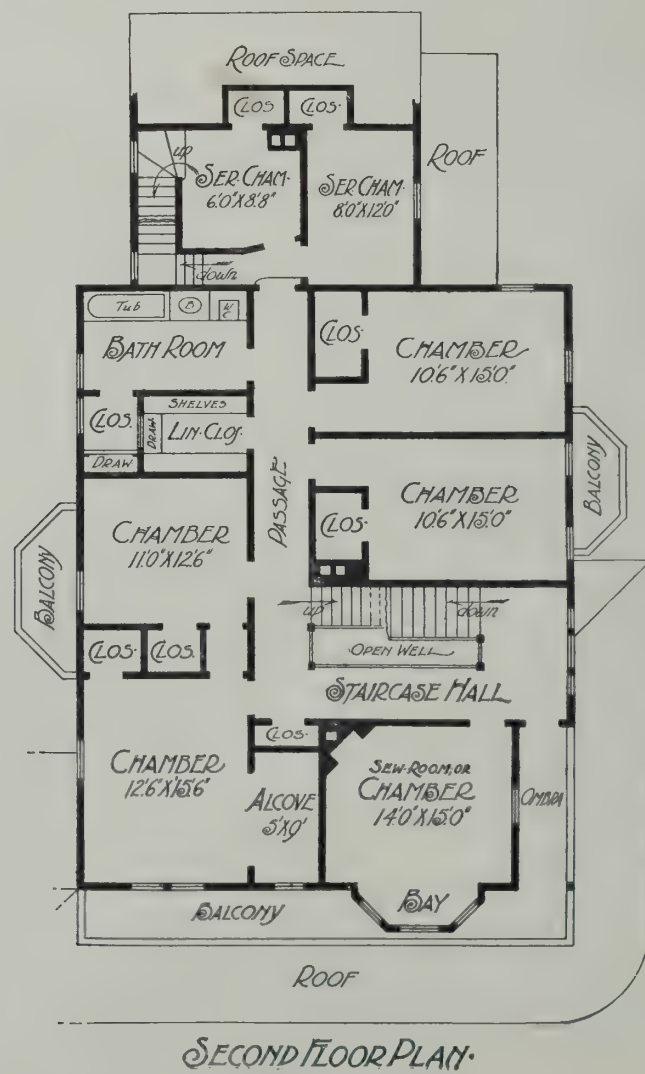 ROOF SPACE
CLOS
CLOS.
up
SER. CHAM.
6'0"X8'8"
SER CHAM.
8'0"X12'0"
ROOF
down
Tub
B
W
C
BATH ROOM
CLOS.
CHAMBER
10'6"X15'0"
CLOS.
SHELVES
DRAW
LIN. CLOS.
DRAW
PASSAGE
CHAMBER
10'6"X15'0"
BALCONY
CLOS.
CHAMBER
11'0"X12'6"
BALCONY
up
down
OPEN WELL
CLOS.
CLOS.
STAIRCASE HALL
CLOS.
CHAMBER
12'6"X15'6"
ALCOVE
5'X9'
SEW-ROOM, OR
CHAMBER
14'0"X15'0"
OMBRA
BALCONY
BAY
ROOF
SECOND FLOOR PLAN.